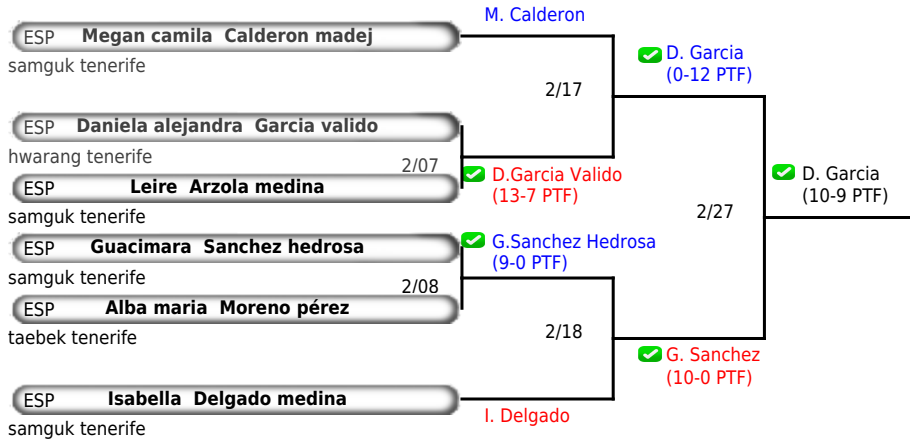 M. Calderon
ESP Megan camila Calderon madej
samguk tenerife
D. Garcia
(0-12 PTF)
2/17
ESP Daniela alejandra Garcia valido
hwarang tenerife
2/07
D.Garcia Valido
(13-7 PTF)
ESP Leire Arzola medina
samguk tenerife
D. Garcia
(10-9 PTF)
2/27
ESP Guacimara Sanchez hedrosa
samguk tenerife
G.Sanchez Hedrosa
(9-0 PTF)
2/08
ESP Alba maria Moreno pérez
taebek tenerife
2/18
G. Sanchez
(10-0 PTF)
ESP Isabella Delgado medina
samguk tenerife
I. Delgado